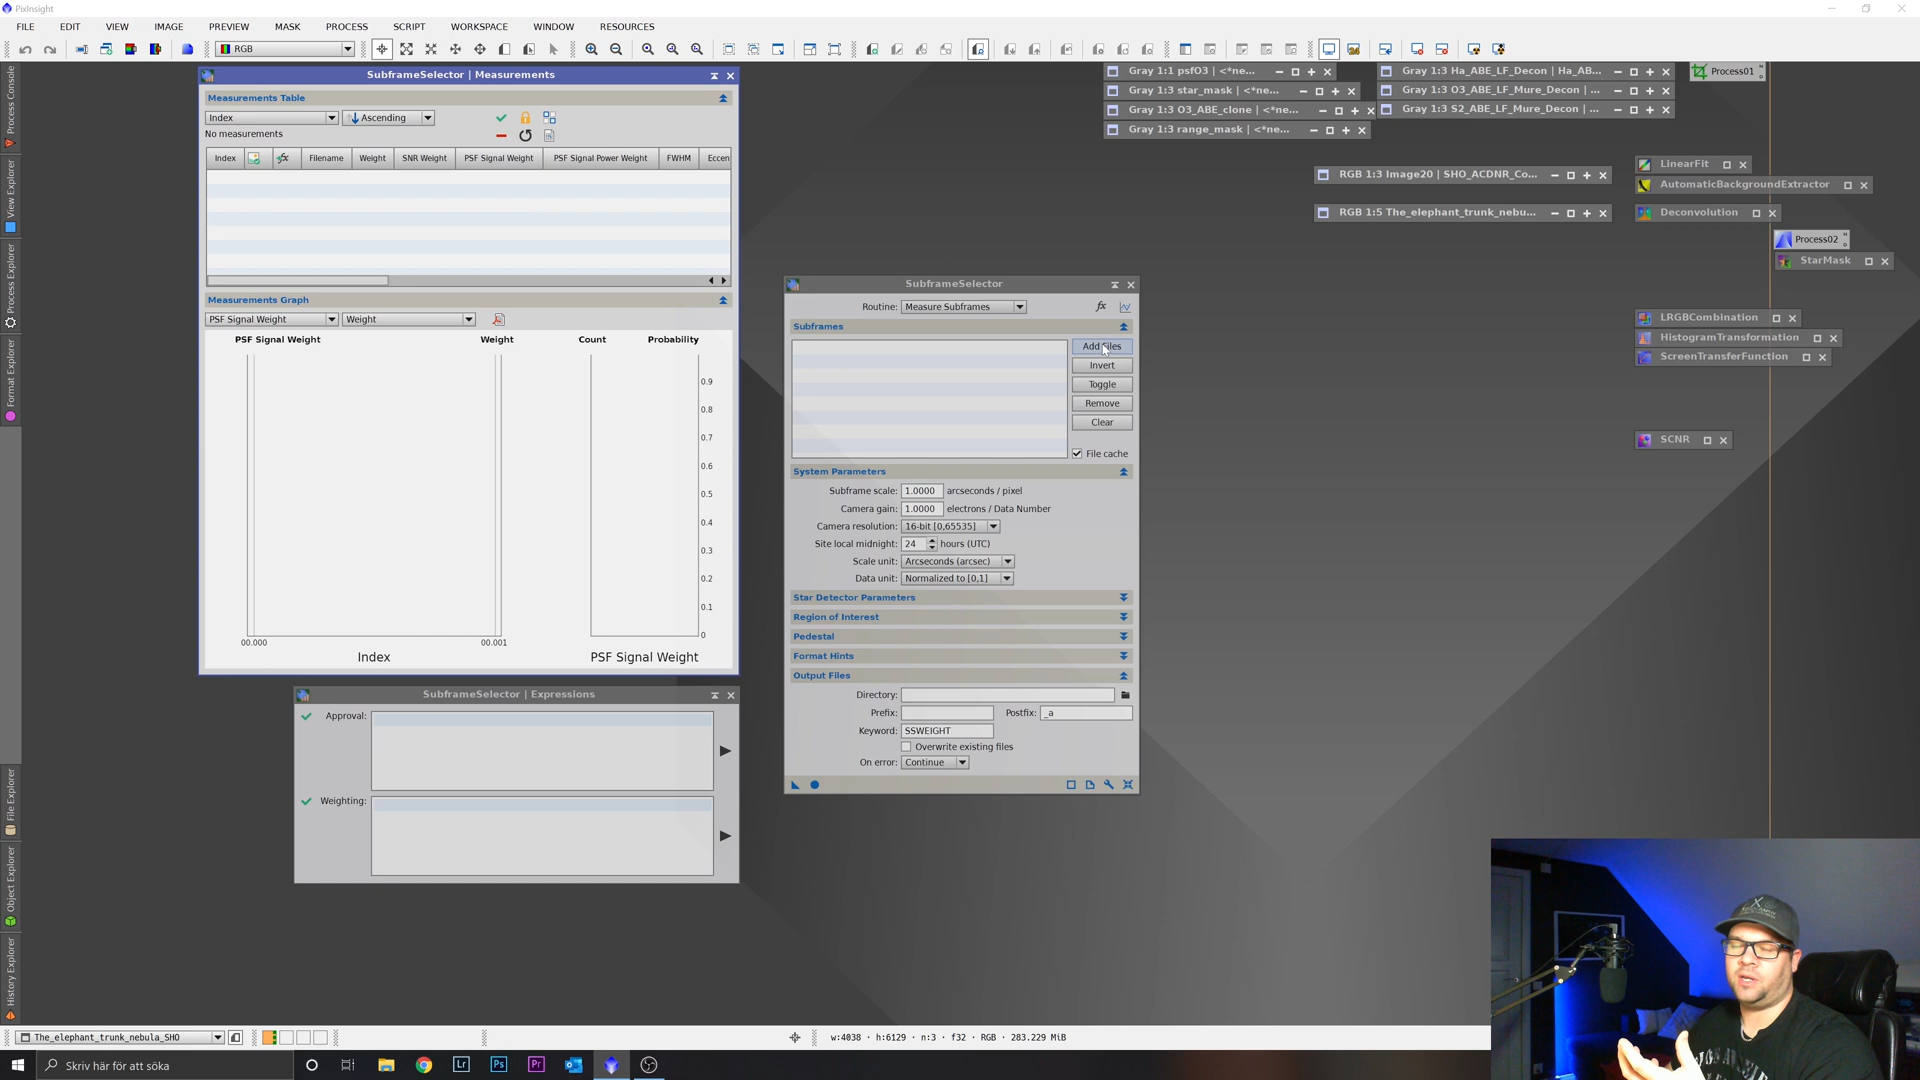 PixInsight
FILE EDIT VIEW IMAGE PREVIEW MASK PROCESS SCRIPT WORKSPACE WINDOW RESOURCES
RGB
Process Console
View Explorer
Process Explorer
Format Explorer
File Explorer
Object Explorer
History Explorer
SubframeSelector | Measurements
Measurements Table
Index Ascending
No measurements
Index Filename Weight SNR Weight PSF Signal Weight PSF Signal Power Weight FWHM Eccen
Measurements Graph
PSF Signal Weight Weight
PSF Signal Weight Weight Count Probability
0.9
0.8
0.7
0.6
0.5
0.4
0.3
0.2
0.1
0
00.000 00.001
Index PSF Signal Weight
SubframeSelector | Expressions
Approval:
Weighting:
SubframeSelector
Routine: Measure Subframes
Subframes
Add Files
Invert
Toggle
Remove
Clear
File cache
System Parameters
Subframe scale: 1.0000 arcseconds / pixel
Camera gain: 1.0000 electrons / Data Number
Camera resolution: 16-bit [0,65535]
Site local midnight: 24 hours (UTC)
Scale unit: Arcseconds (arcsec)
Data unit: Normalized to [0,1]
Star Detector Parameters
Region of Interest
Pedestal
Format Hints
Output Files
Directory:
Prefix: Postfix: _a
Keyword: SSWEIGHT
Overwrite existing files
On error: Continue
Gray 1:1 psfO3 | <*ne...
Gray 1:3 star_mask | <*ne...
Gray 1:3 O3_ABE_clone | <*ne...
Gray 1:3 range_mask | <*ne...
Gray 1:3 Ha_ABE_LF_Decon | Ha_AB...
Gray 1:3 O3_ABE_LF_Mure_Decon | ...
Gray 1:3 S2_ABE_LF_Mure_Decon | ...
Process01
RGB 1:3 Image20 | SHO_ACDNR_Co...
RGB 1:5 The_elephant_trunk_nebu...
LinearFit
AutomaticBackgroundExtractor
Deconvolution
Process02
StarMask
LRGBCombination
HistogramTransformation
ScreenTransferFunction
SCNR
The_elephant_trunk_nebula_SHO
w:4038 · h:6129 · n:3 · f32 · RGB · 283.229 MiB
Skriv här för att söka
Lr Ps Pr